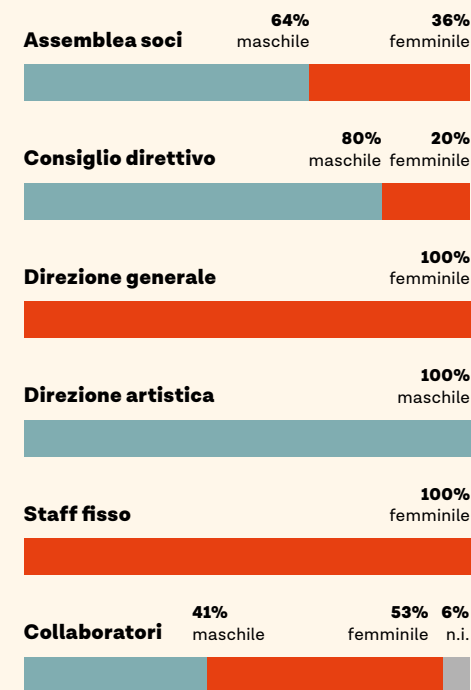 64% 36%
Assemblea soci maschile femminile
80% 20%
Consiglio direttivo maschile femminile
100%
Direzione generale femminile
100%
Direzione artistica maschile
100%
Staff fisso femminile
41% 53% 6%
Collaboratori maschile femminile n.i.